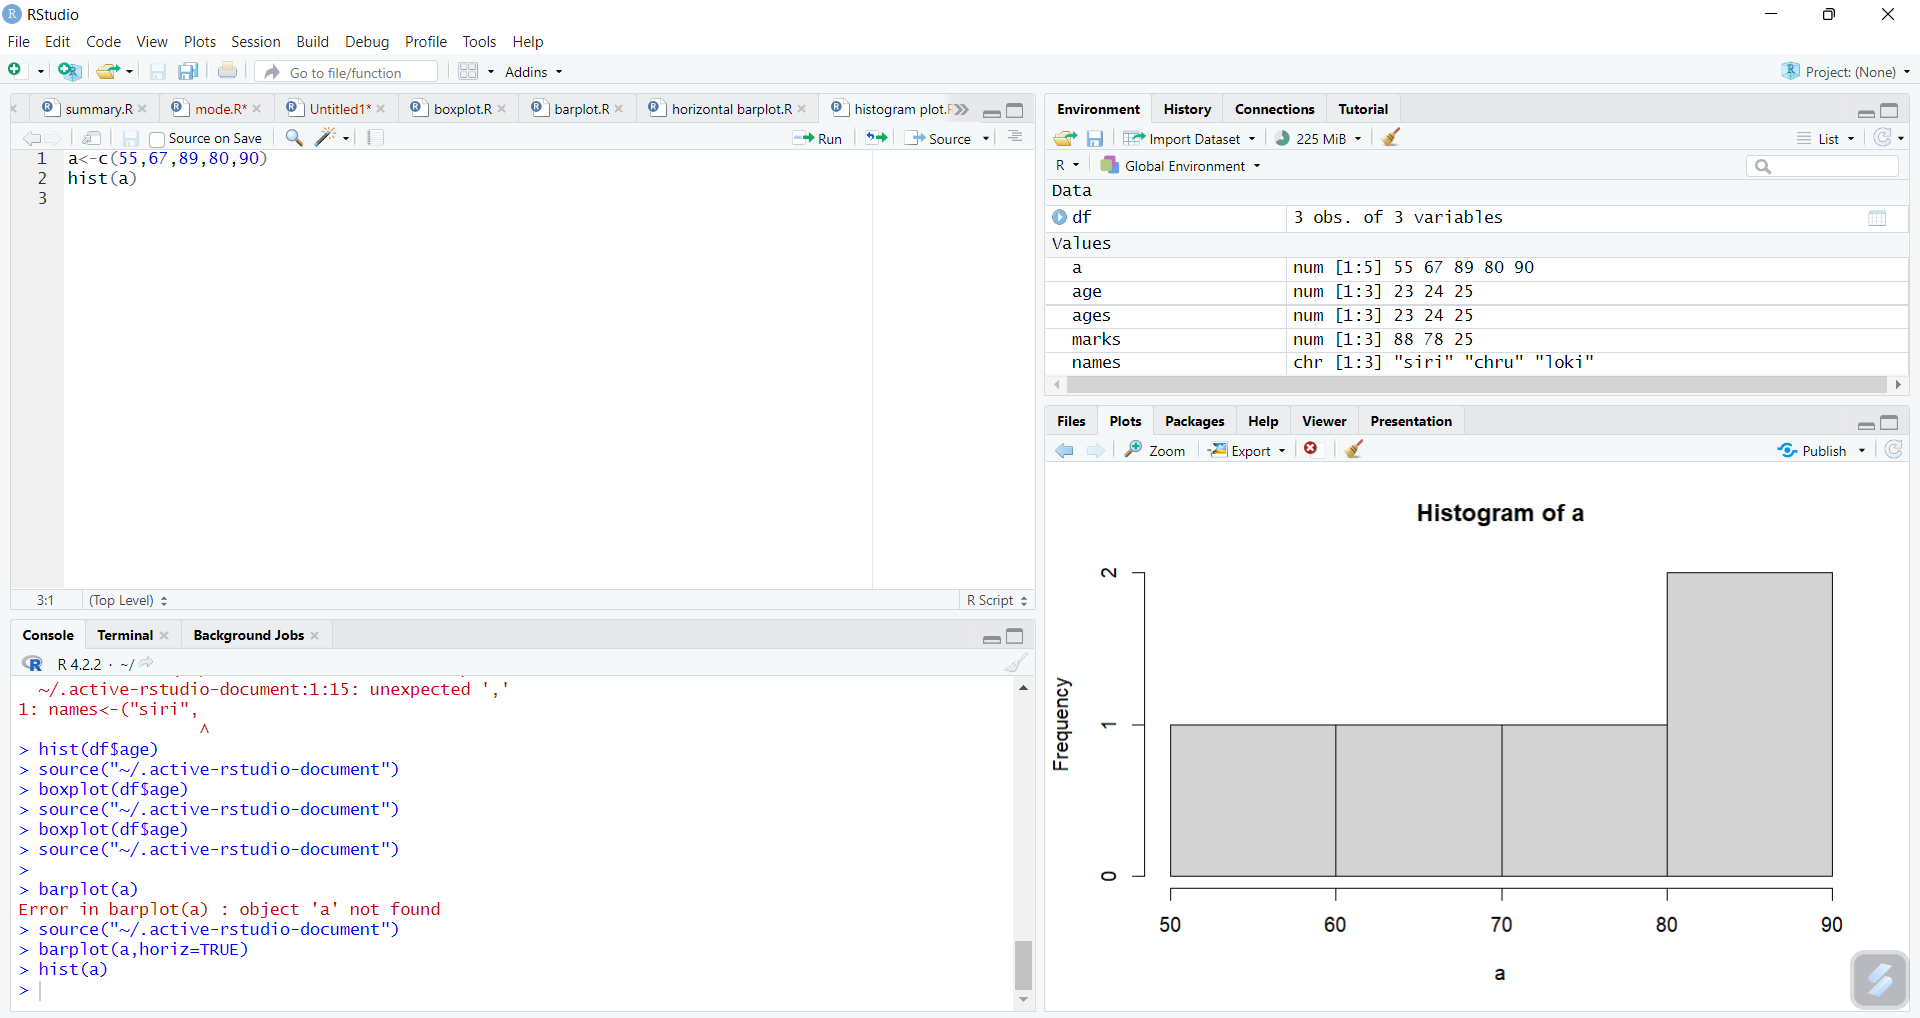 RStudio
File Edit Code View Plots Session Build Debug Profile Tools Help
Go to file/function Addins Project: (None)
summary.R mode.R* Untitled1* boxplot.R barplot.R horizontal barplot.R histogram plot.R
Source on Save Run Source
1 a<-c(55,67,89,80,90)
2 hist(a)
3
3:1 (Top Level) R Script
Console Terminal Background Jobs
R 4.2.2 · ~/
~/.active-rstudio-document:1:15: unexpected ','
1: names<-("siri",
^
> hist(df$age)
> source("~/.active-rstudio-document")
> boxplot(df$age)
> source("~/.active-rstudio-document")
> boxplot(df$age)
> source("~/.active-rstudio-document")
>
> barplot(a)
Error in barplot(a) : object 'a' not found
> source("~/.active-rstudio-document")
> barplot(a,horiz=TRUE)
> hist(a)
>
Environment History Connections Tutorial
Import Dataset 225 MiB List
R Global Environment
Data
df 3 obs. of 3 variables
Values
a num [1:5] 55 67 89 80 90
age num [1:3] 23 24 25
ages num [1:3] 23 24 25
marks num [1:3] 88 78 25
names chr [1:3] "siri" "chru" "loki"
Files Plots Packages Help Viewer Presentation
Zoom Export Publish
Histogram of a
Frequency
2
1
0
50 60 70 80 90
a